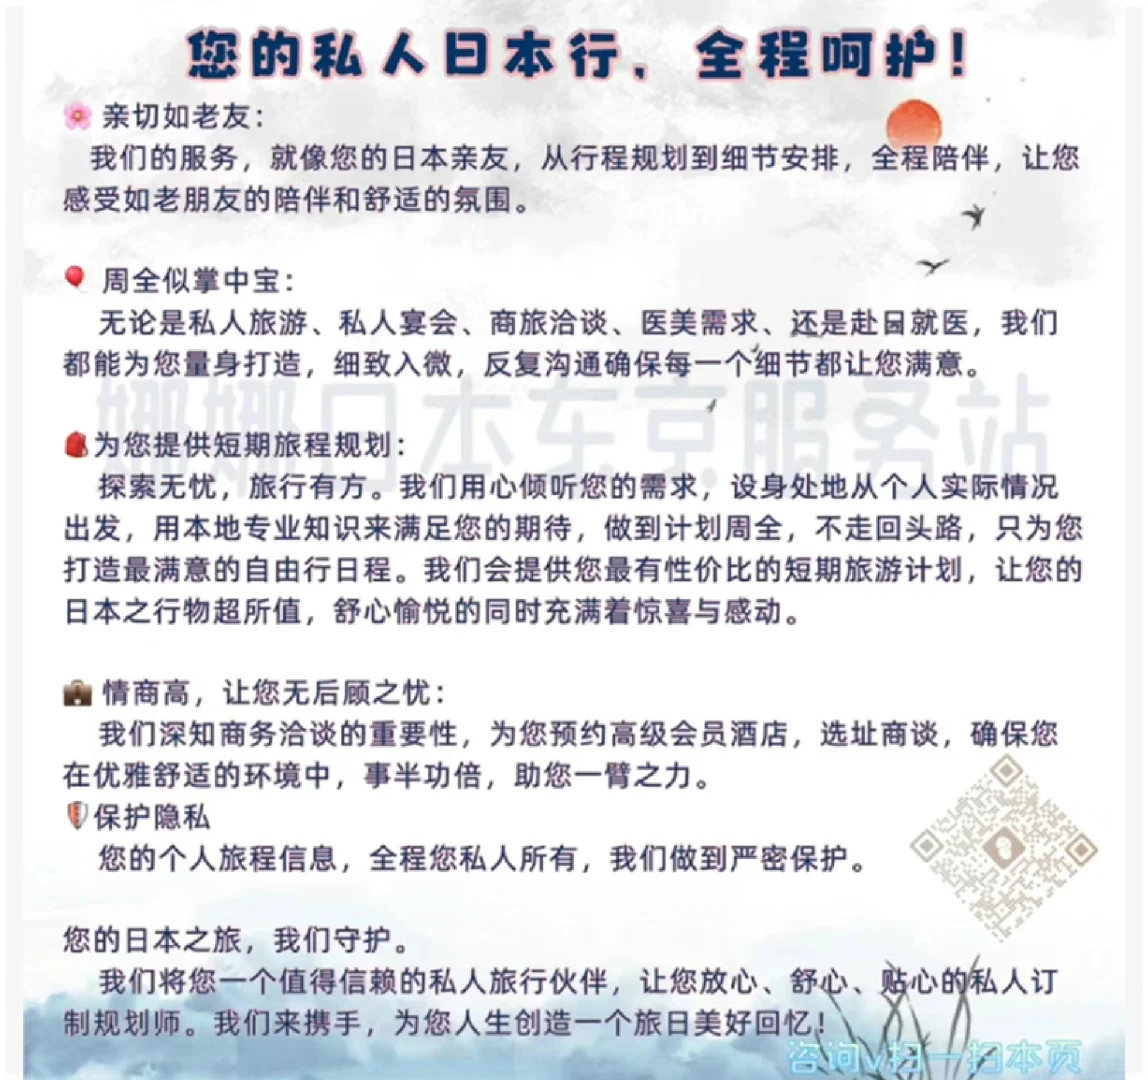 您的私人日本行，全程呵护！
亲切如老友：
我们的服务，就像您的日本亲友，从行程规划到细节安排，全程陪伴，让您
感受如老朋友的陪伴和舒适的氛围。
周全似掌中宝：
无论是私人旅游、私人宴会、商旅洽谈、医美需求、还是赴日就医，我们
都能为您量身打造，细致入微，反复沟通确保每一个细节都让您满意。
娜娜日本东京服务站
为您提供短期旅程规划：
探索无忧，旅行有方。我们用心倾听您的需求，设身处地从个人实际情况
出发，用本地专业知识来满足您的期待，做到计划周全，不走回头路，只为您
打造最满意的自由行日程。我们会提供您最有性价比的短期旅游计划，让您的
日本之行物超所值，舒心愉悦的同时充满着惊喜与感动。
情商高，让您无后顾之忧：
我们深知商务洽谈的重要性，为您预约高级会员酒店，选址商谈，确保您
在优雅舒适的环境中，事半功倍，助您一臂之力。
保护隐私
您的个人旅程信息，全程您私人所有，我们做到严密保护。
您的日本之旅，我们守护。
我们将您一个值得信赖的私人旅行伙伴，让您放心、舒心、贴心的私人订
制规划师。我们来携手，为您人生创造一个旅日美好回忆！
咨询v扫一扫本页